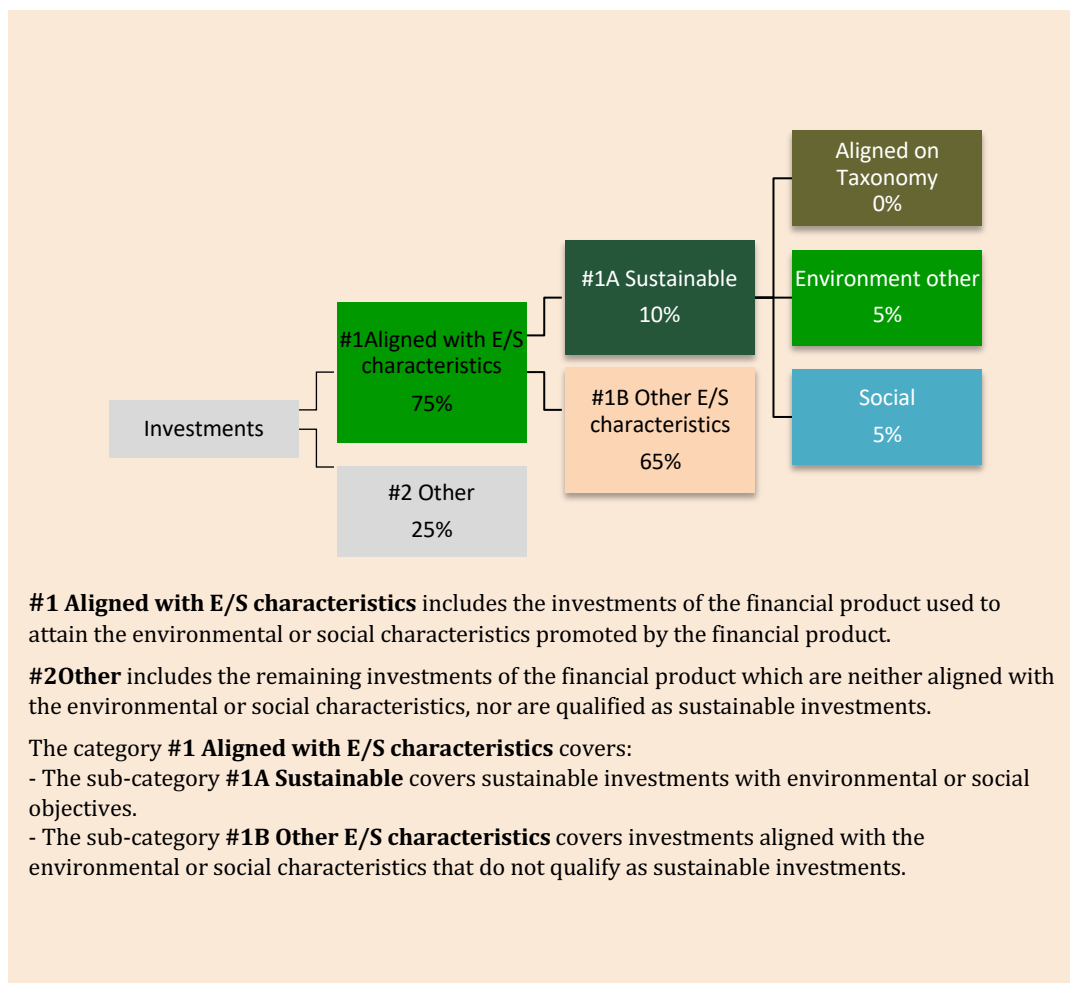 Aligned on
Taxonomy
0%
#1A Sustainable
10%
Environment other
5%
#1Aligned with E/S
characteristics
75%
#1B Other E/S
characteristics
65%
Social
5%
Investments
#2 Other
25%
#1 Aligned with E/S characteristics includes the investments of the financial product used to
attain the environmental or social characteristics promoted by the financial product.
#2Other includes the remaining investments of the financial product which are neither aligned with
the environmental or social characteristics, nor are qualified as sustainable investments.
The category #1 Aligned with E/S characteristics covers:
- The sub-category #1A Sustainable covers sustainable investments with environmental or social
objectives.
- The sub-category #1B Other E/S characteristics covers investments aligned with the
environmental or social characteristics that do not qualify as sustainable investments.